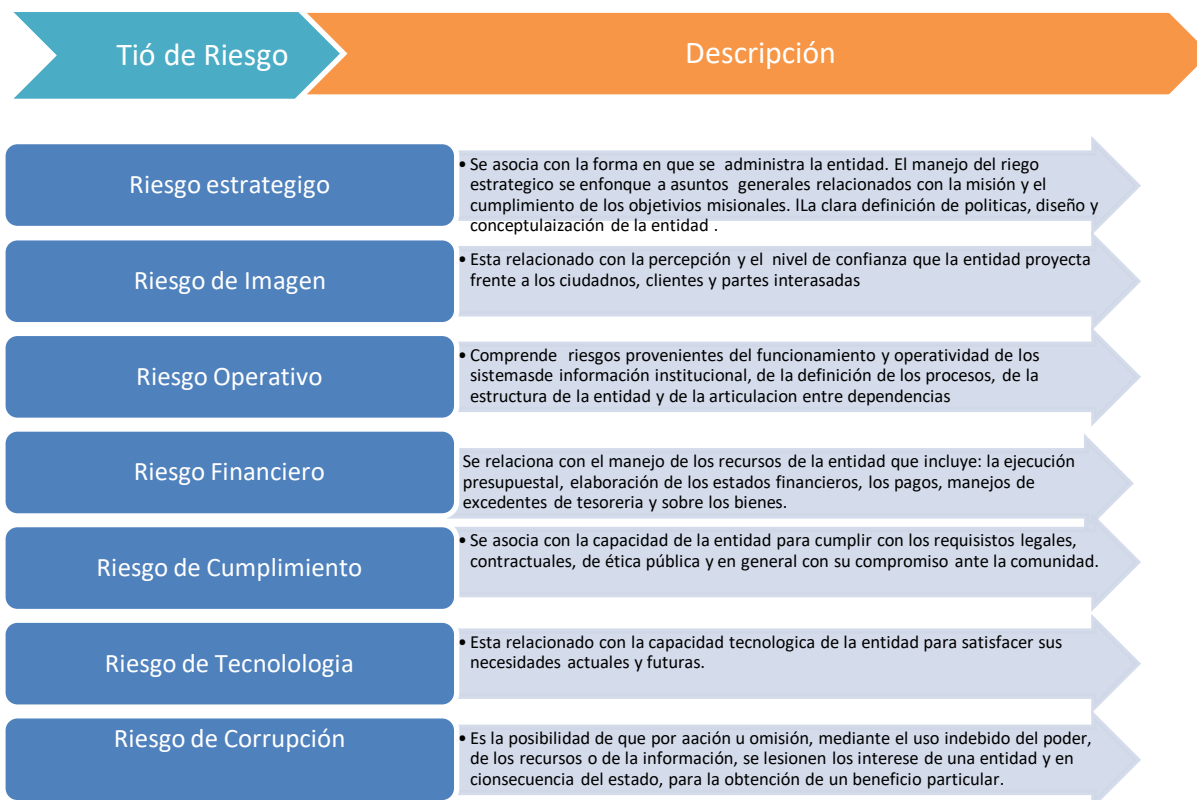 Tió de Riesgo
Descripción
Riesgo estrategigo
• Se asocia con la forma en que se administra la entidad. El manejo del riego
estrategico se enfonque a asuntos generales relacionados con la misión y el
cumplimiento de los objetivios misionales. lLa clara definición de politicas, diseño y
conceptulaización de la entidad .
Riesgo de Imagen
• Esta relacionado con la percepción y el nivel de confianza que la entidad proyecta
frente a los ciudadnos, clientes y partes interasadas
Riesgo Operativo
• Comprende riesgos provenientes del funcionamiento y operatividad de los
sistemasde información institucional, de la definición de los procesos, de la
estructura de la entidad y de la articulacion entre dependencias
Riesgo Financiero
Se relaciona con el manejo de los recursos de la entidad que incluye: la ejecución
presupuestal, elaboración de los estados financieros, los pagos, manejos de
excedentes de tesoreria y sobre los bienes.
Riesgo de Cumplimiento
• Se asocia con la capacidad de la entidad para cumplir con los requisistos legales,
contractuales, de ética pública y en general con su compromiso ante la comunidad.
Riesgo de Tecnolologia
• Esta relacionado con la capacidad tecnologica de la entidad para satisfacer sus
necesidades actuales y futuras.
Riesgo de Corrupción
• Es la posibilidad de que por aación u omisión, mediante el uso indebido del poder,
de los recursos o de la información, se lesionen los interese de una entidad y en
cionsecuencia del estado, para la obtención de un beneficio particular.